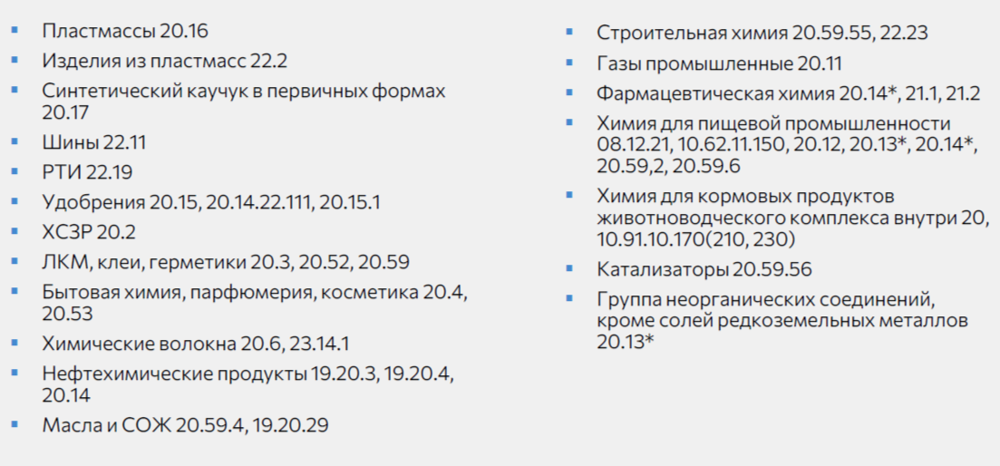 Пластмассы 20.16
Изделия из пластмасс 22.2
Синтетический каучук в первичных формах
20.17
Шины 22.11
РТИ 22.19
Удобрения 20.15, 20.14.22.111, 20.15.1
ХСЗР 20.2
ЛКМ, клеи, герметики 20.3, 20.52, 20.59
Бытовая химия, парфюмерия, косметика 20.4,
20.53
Химические волокна 20.6, 23.14.1
Нефтехимические продукты 19.20.3, 19.20.4,
20.14
Масла и СОЖ 20.59.4, 19.20.29
Строительная химия 20.59.55, 22.23
Газы промышленные 20.11
Фармацевтическая химия 20.14*, 21.1, 21.2
Химия для пищевой промышленности
08.12.21, 10.62.11.150, 20.12, 20.13*, 20.14*,
20.59,2, 20.59.6
Химия для кормовых продуктов
животноводческого комплекса внутри 20,
10.91.10.170(210, 230)
Катализаторы 20.59.56
Группа неорганических соединений,
кроме солей редкоземельных металлов
20.13*